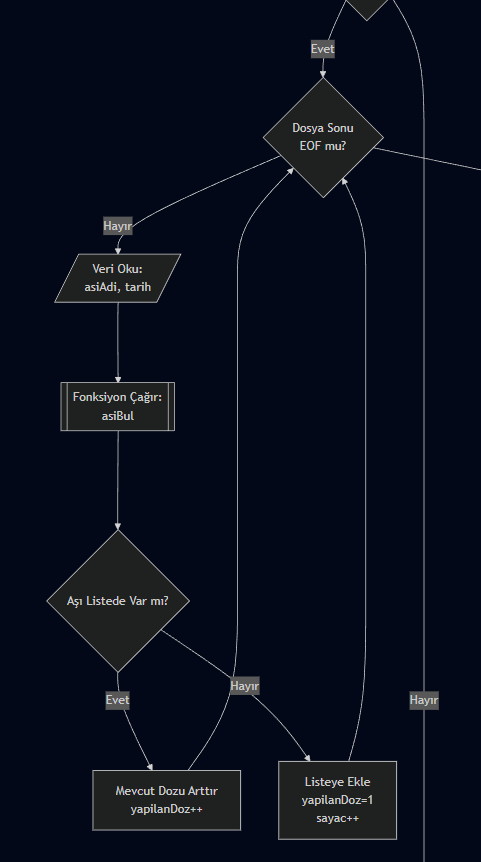 Evet
Dosya Sonu
EOF mu?
Hayır
Veri Oku:
asiAdi, tarih
Fonksiyon Çağır:
asiBul
Aşı Listede Var mı?
Evet
Hayır
Hayır
Mevcut Dozu Arttır
yapilanDoz++
Listeye Ekle
yapilanDoz=1
sayac++